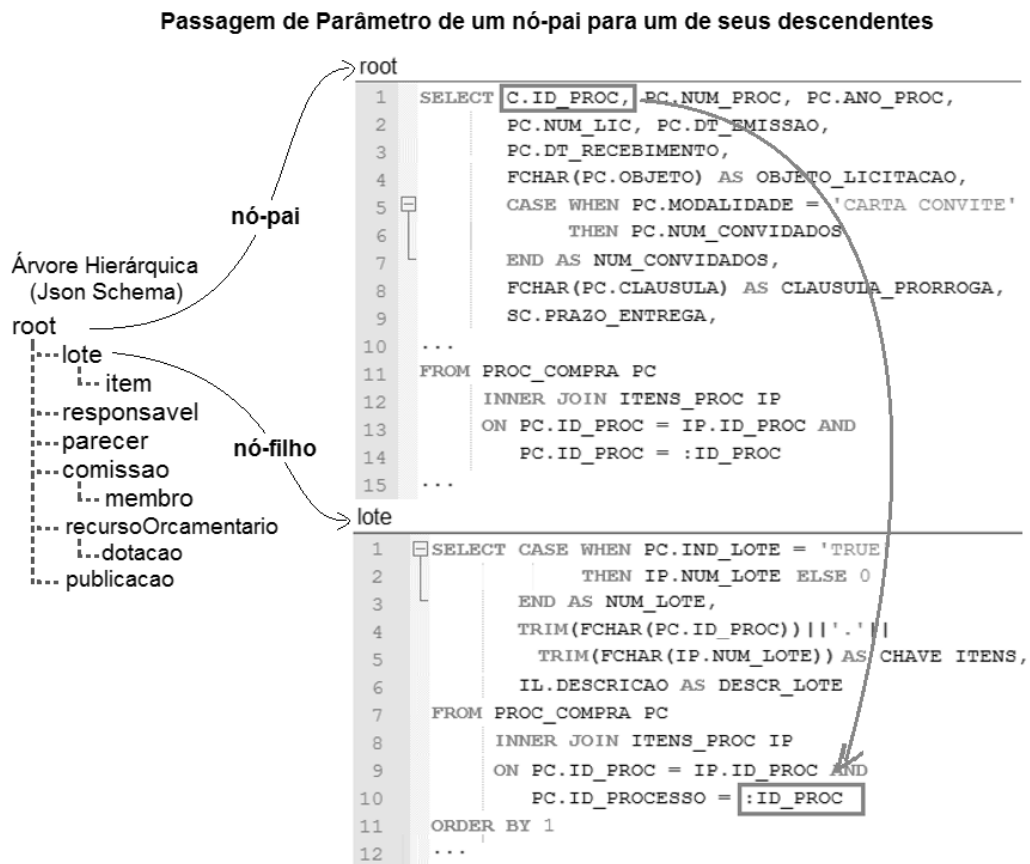 Passagem de Parâmetro de um nó-pai para um de seus descendentes
root
1 SELECT C.ID_PROC, PC.NUM_PROC, PC.ANO_PROC,
2 PC.NUM_LIC, PC.DT_EMISSAO,
3 PC.DT_RECEBIMENTO,
4 FCHAR(PC.OBJETO) AS OBJETO_LICITACAO,
5 CASE WHEN PC.MODALIDADE = 'CARTA CONVITE'
6 THEN PC.NUM_CONVIDADOS
7 END AS NUM_CONVIDADOS,
8 FCHAR(PC.CLAUSULA) AS CLAUSULA_PRORROGA,
9 SC.PRAZO_ENTREGA,
10 ...
11 FROM PROC_COMPRA PC
12 INNER JOIN ITENS_PROC IP
13 ON PC.ID_PROC = IP.ID_PROC AND
14 PC.ID_PROC = :ID_PROC
15 ...
nó-pai
Árvore Hierárquica
(Json Schema)
root
lote
item
responsavel
parecer
comissao
membro
recursoOrcamentario
dotacao
publicacao
nó-filho
lote
1 SELECT CASE WHEN PC.IND_LOTE = 'TRUE
2 THEN IP.NUM_LOTE ELSE 0
3 END AS NUM_LOTE,
4 TRIM(FCHAR(PC.ID_PROC))||'.'||
5 TRIM(FCHAR(IP.NUM_LOTE)) AS CHAVE ITENS,
6 IL.DESCRICAO AS DESCR_LOTE
7 FROM PROC_COMPRA PC
8 INNER JOIN ITENS_PROC IP
9 ON PC.ID_PROC = IP.ID_PROC AND
10 PC.ID_PROCESSO = :ID_PROC
11 ORDER BY 1
12 ...